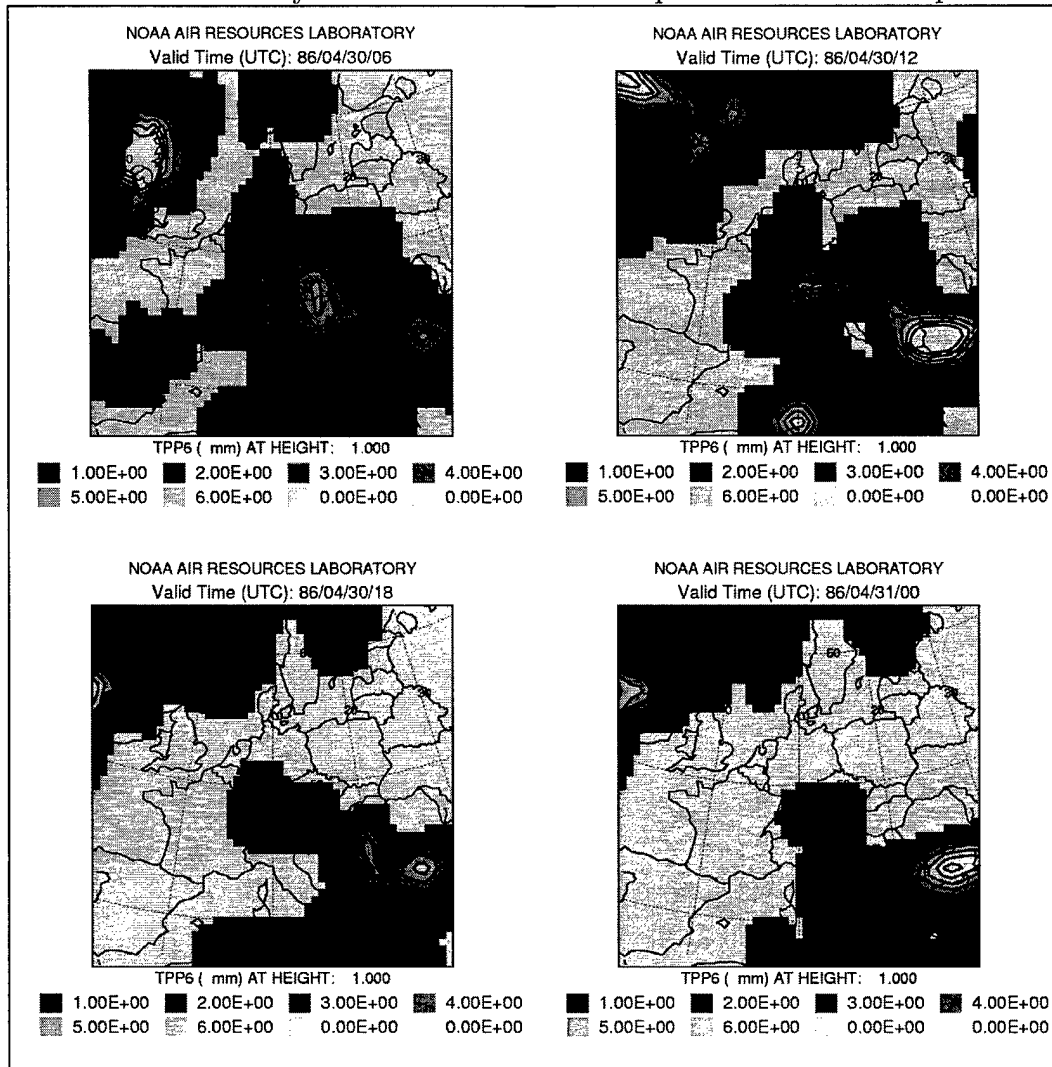 NOAA AIR RESOURCES LABORATORY
Valid Time (UTC): 86/04/30/06
TPP6 ( mm) AT HEIGHT: 1.000
1.00E+00 2.00E+00 3.00E+00 4.00E+00
5.00E+00 6.00E+00 0.00E+00 0.00E+00
NOAA AIR RESOURCES LABORATORY
Valid Time (UTC): 86/04/30/12
TPP6 ( mm) AT HEIGHT: 1.000
1.00E+00 2.00E+00 3.00E+00 4.00E+00
5.00E+00 6.00E+00 0.00E+00 0.00E+00
NOAA AIR RESOURCES LABORATORY
Valid Time (UTC): 86/04/30/18
TPP6 ( mm) AT HEIGHT: 1.000
1.00E+00 2.00E+00 3.00E+00 4.00E+00
5.00E+00 6.00E+00 0.00E+00 0.00E+00
NOAA AIR RESOURCES LABORATORY
Valid Time (UTC): 86/04/31/00
60
20
TPP6 ( mm) AT HEIGHT: 1.000
1.00E+00 2.00E+00 3.00E+00 4.00E+00
5.00E+00 6.00E+00 0.00E+00 0.00E+00